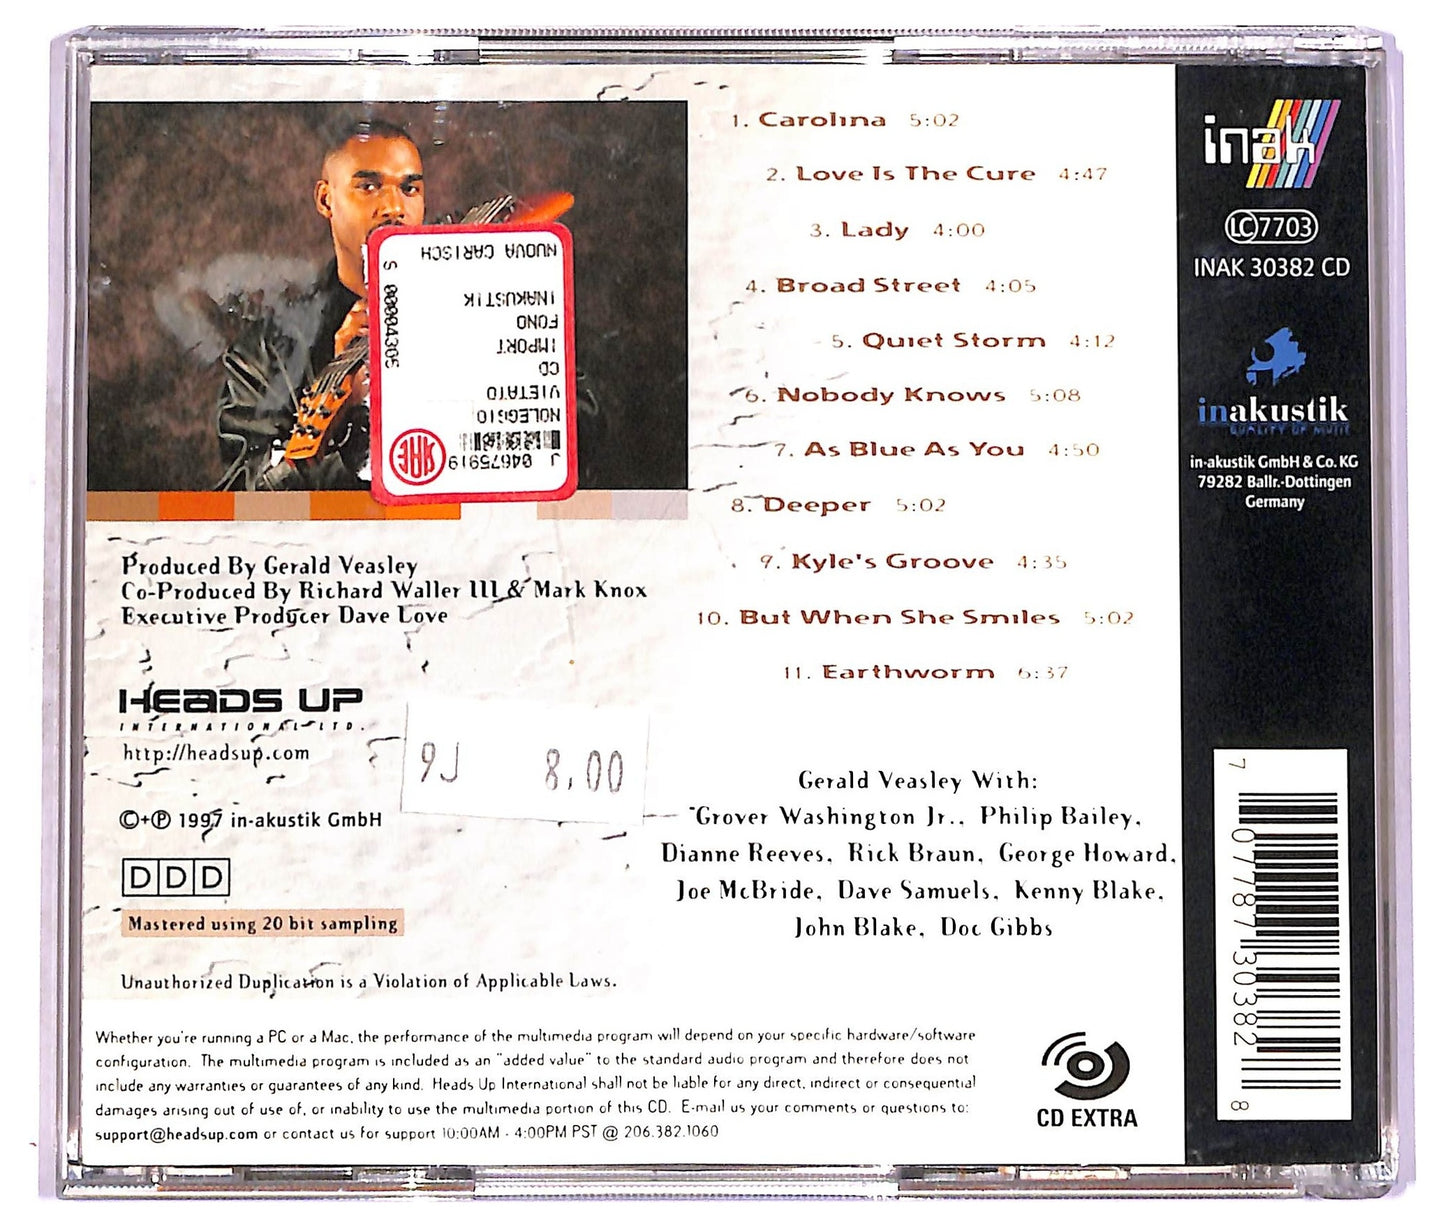 1. Carolina 5:02
2. Love Is The Cure 4:47
3. Lady 4:00
4. Broad Street 4:05
5. Quiet Storm 4:12
6. Nobody Knows 5:08
7. As Blue As You 4:50
8. Deeper 5:02
9. Kyle's Groove 4:35
10. But When She Smiles 5:02
11. Earthworm 6:37
NUOVA CARISCH
S 00004305
INAKUSTIK
FONO
IMPORT
CD
VIETATO
NOLEGGIO
J 04675919
SIAE
Produced By Gerald Veasley
Co-Produced By Richard Waller III & Mark Knox
Executive Producer Dave Love
HEADS UP
INTERNATIONAL LTD.
http://headsup.com
9J 8,00
©+℗ 1997 in-akustik GmbH
DDD
Mastered using 20 bit sampling
Unauthorized Duplication is a Violation of Applicable Laws.
Gerald Veasley With:
Grover Washington Jr., Philip Bailey,
Dianne Reeves, Rick Braun, George Howard,
Joe McBride, Dave Samuels, Kenny Blake,
John Blake, Doc Gibbs
Whether you're running a PC or a Mac, the performance of the multimedia program will depend on your specific hardware/software
configuration. The multimedia program is included as an "added value" to the standard audio program and therefore does not
include any warranties or guarantees of any kind. Heads Up International shall not be liable for any direct, indirect or consequential
damages arising out of use of, or inability to use the multimedia portion of this CD. E-mail us your comments or questions to:
support@headsup.com or contact us for support 10:00AM - 4:00PM PST @ 206.382.1060
CD EXTRA
inak
LC 7703
INAK 30382 CD
inakustik
QUALITY OF MUSIC
in-akustik GmbH & Co. KG
79282 Ballr.-Dottingen
Germany
7 07787 30382 8